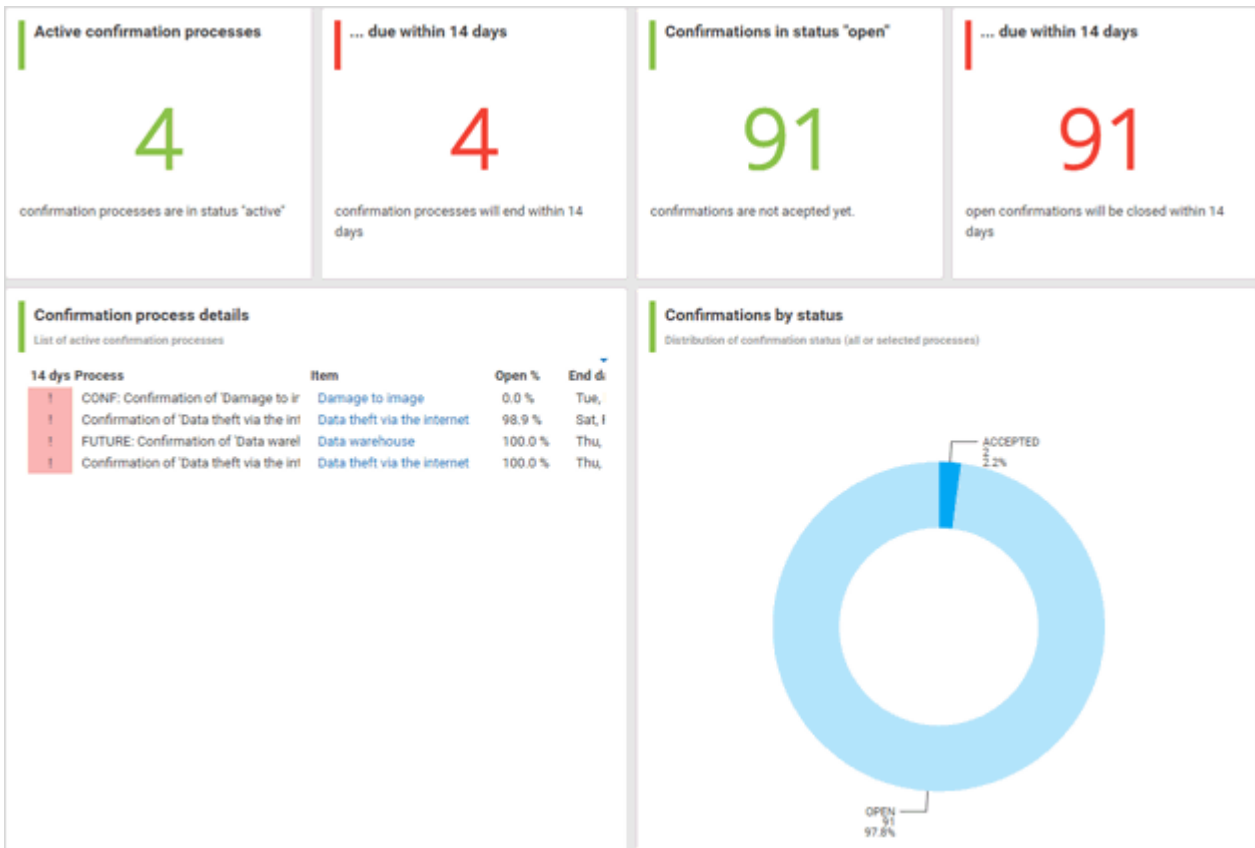 Active confirmation processes
4
confirmation processes are in status "active"
... due within 14 days
4
confirmation processes will end within 14
days
Confirmations in status "open"
91
confirmations are not acepted yet.
... due within 14 days
91
open confirmations will be closed within 14
days
Confirmation process details
List of active confirmation processes
14 dys Process Item Open % End da
! CONF: Confirmation of 'Damage to ir Damage to image 0.0 % Tue,
! Confirmation of 'Data theft via the int Data theft via the internet 98.9 % Sat,
! FUTURE: Confirmation of 'Data warel Data warehouse 100.0 % Thu,
! Confirmation of 'Data theft via the int Data theft via the internet 100.0 % Thu,
Confirmations by status
Distribution of confirmation status (all or selected processes)
ACCEPTED
2
2.2%
OPEN
91
97.8%